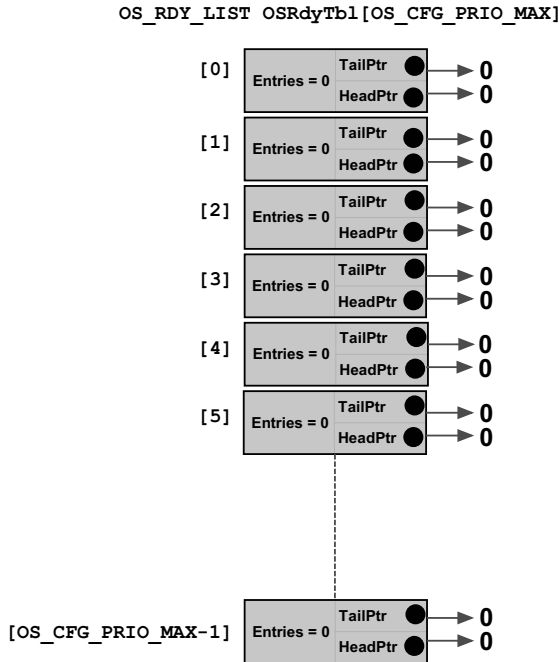 OS_RDY_LIST OSRdyTbl[OS_CFG_PRIO_MAX]
[0] Entries = 0 TailPtr 0
HeadPtr 0
[1] Entries = 0 TailPtr 0
HeadPtr 0
[2] Entries = 0 TailPtr 0
HeadPtr 0
[3] Entries = 0 TailPtr 0
HeadPtr 0
[4] Entries = 0 TailPtr 0
HeadPtr 0
[5] Entries = 0 TailPtr 0
HeadPtr 0
[OS_CFG_PRIO_MAX-1] Entries = 0 TailPtr 0
HeadPtr 0